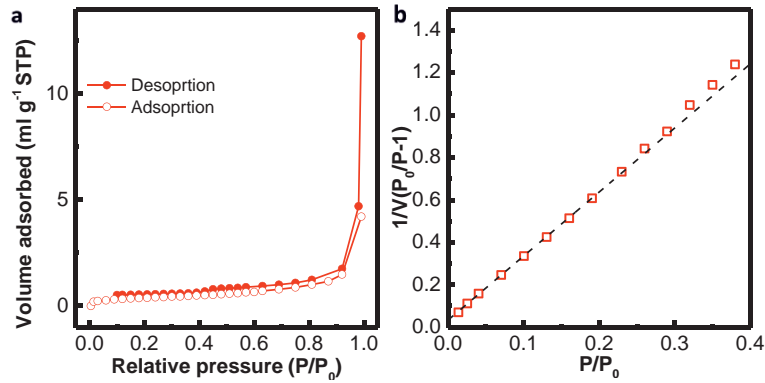 a
Volume adsorbed (ml g⁻¹ STP)
10
5
0
Desoprtion
Adsoprtion
0.0 0.2 0.4 0.6 0.8 1.0
Relative pressure (P/P₀)
b
1/V(P₀/P-1)
1.4
1.2
1.0
0.8
0.6
0.4
0.2
0.0
0.0 0.1 0.2 0.3 0.4
P/P₀